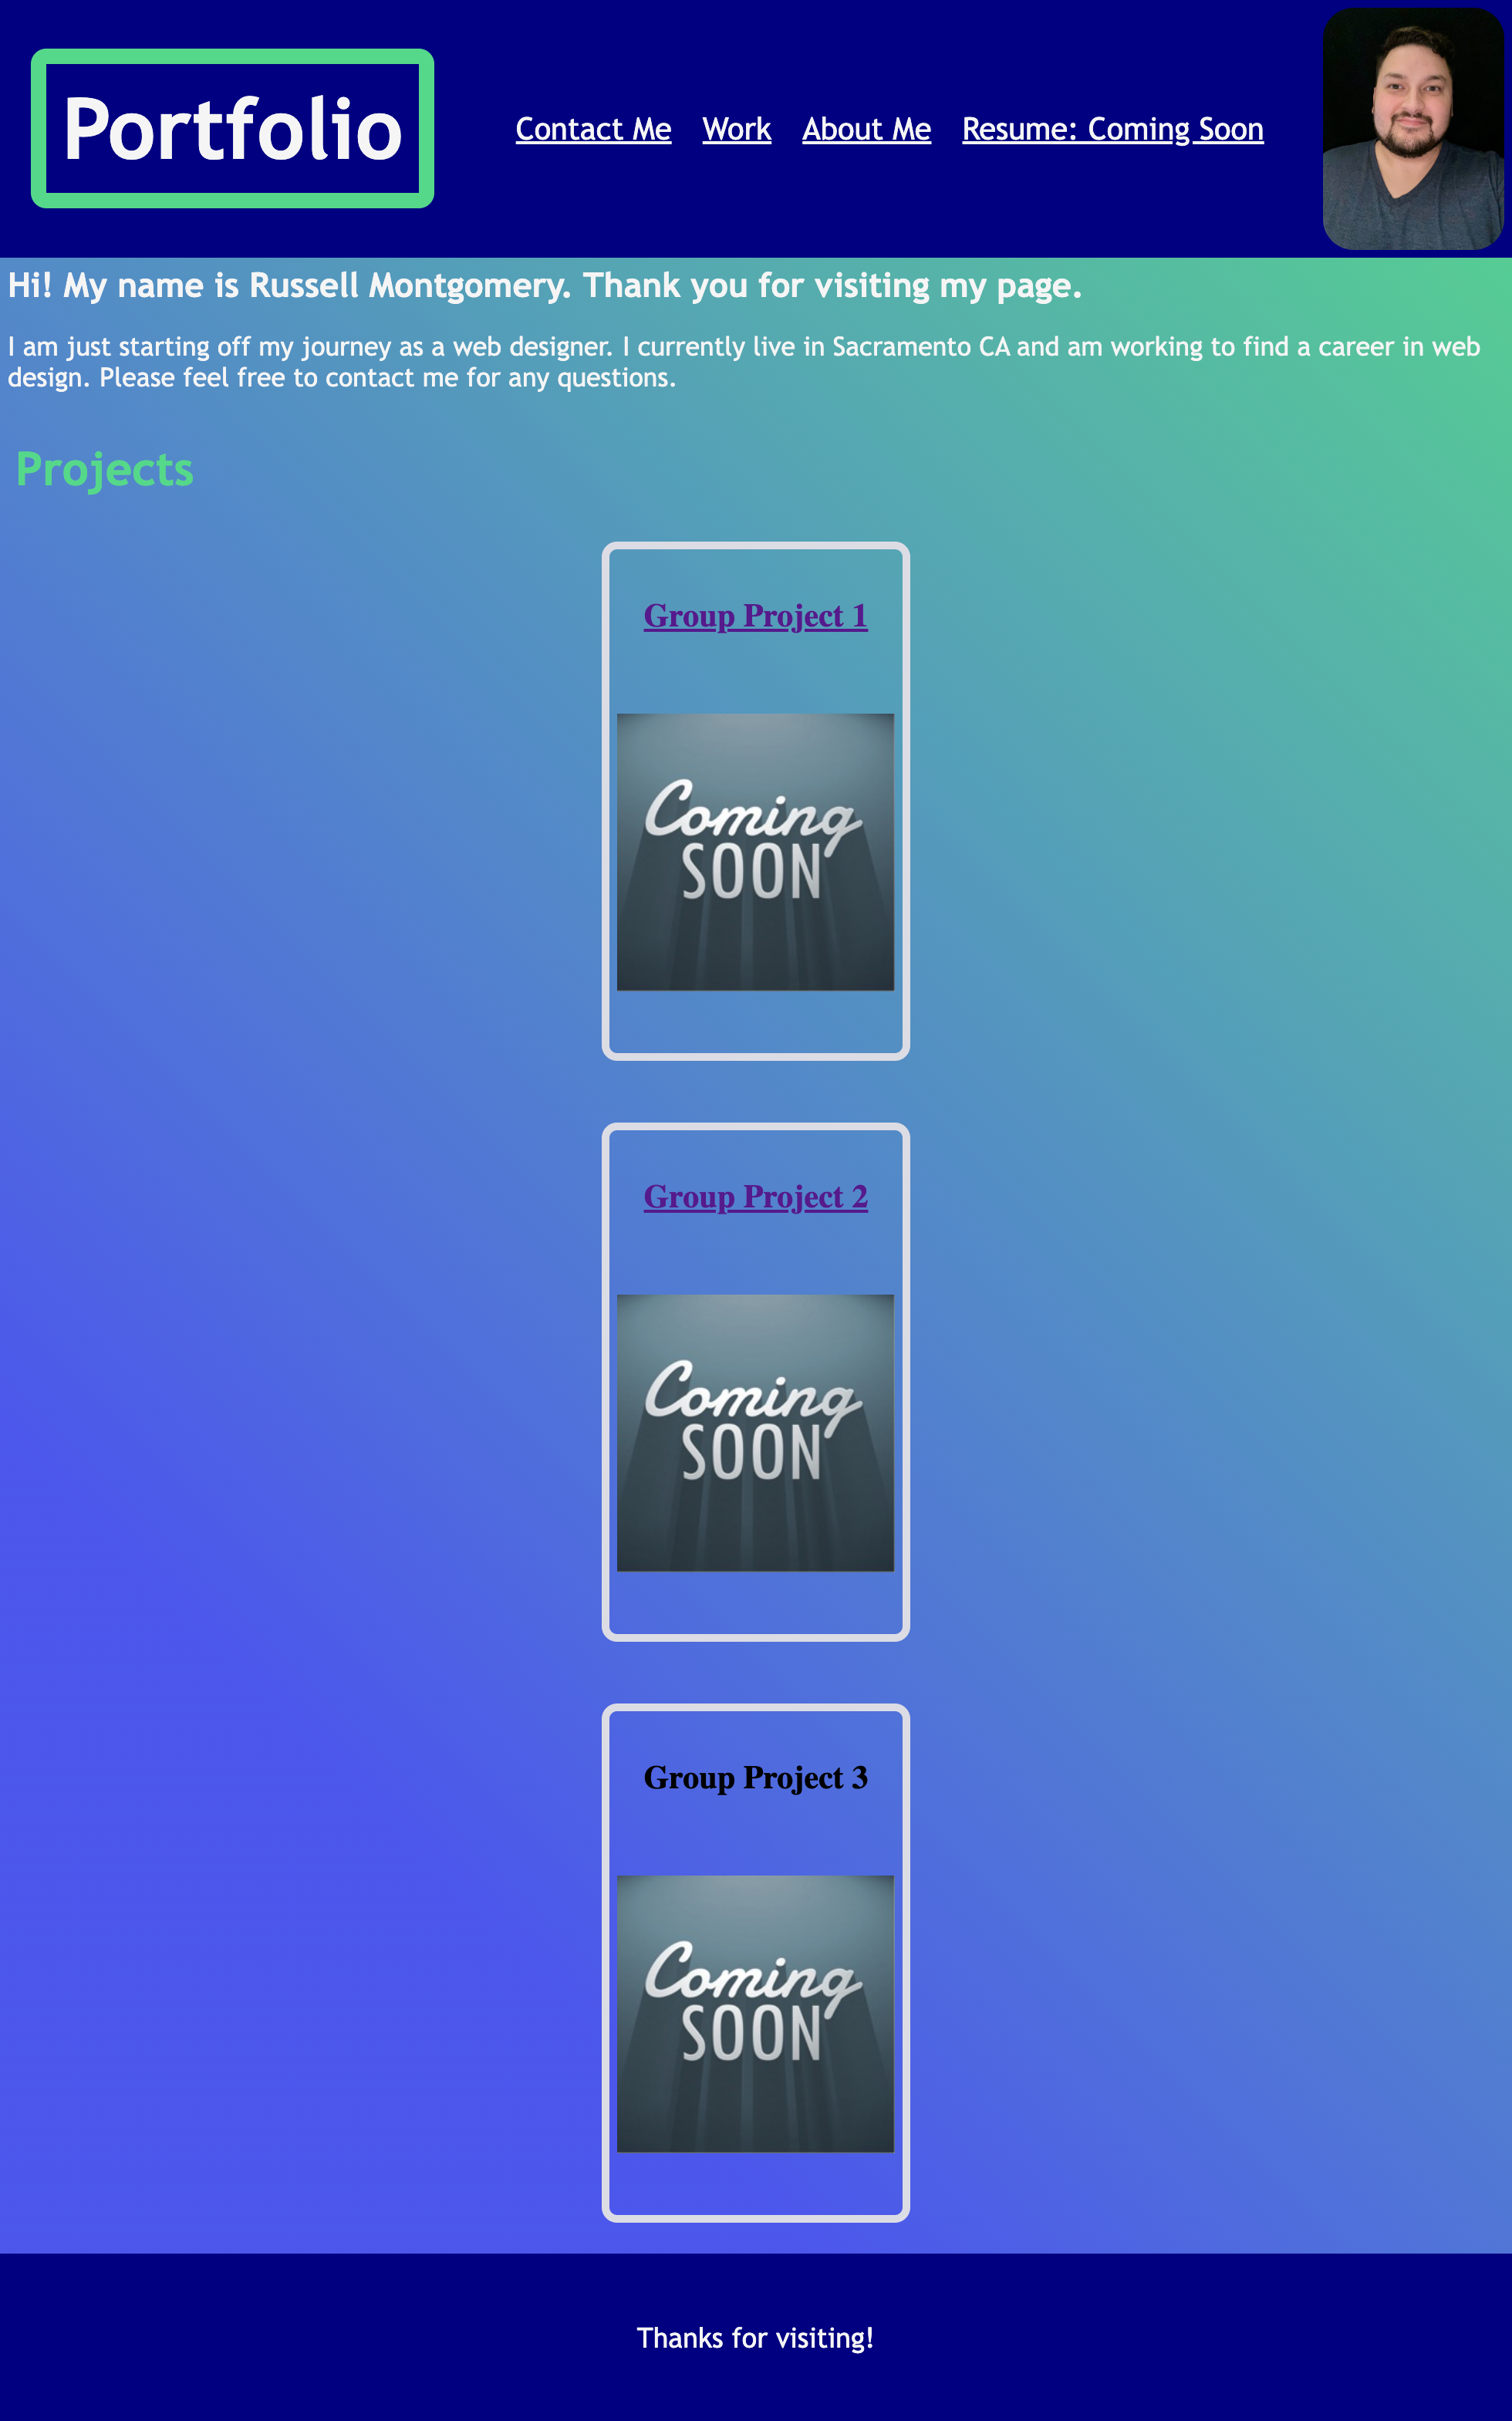 Portfolio
Contact Me Work About Me Resume: Coming Soon
Hi! My name is Russell Montgomery. Thank you for visiting my page.
I am just starting off my journey as a web designer. I currently live in Sacramento CA and am working to find a career in web
design. Please feel free to contact me for any questions.
Projects
Group Project 1
Coming
SOON
Group Project 2
Coming
SOON
Group Project 3
Coming
SOON
Thanks for visiting!